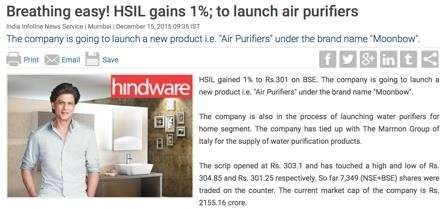 Breathing easy! HSIL gains 1%; to launch air purifiers
India Infoline News Service | Mumbai | December 15, 2015 09:35 IST
The company is going to launch a new product i.e. "Air Purifiers" under the brand name "Moonbow".
Print Email Save
hindware
HSIL gained 1% to Rs.301 on BSE. The company is going to launch a
new product i.e. "Air Purifiers" under the brand name "Moonbow".
The company is also in the process of launching water purifiers for
home segment. The company has tied up with The Marmon Group of
Italy for the supply of water purification products.
The scrip opened at Rs. 303.1 and has touched a high and low of Rs.
304.85 and Rs. 301.25 respectively. So far 7,349 (NSE+BSE) shares were
traded on the counter. The current market cap of the company is Rs.
2155.16 crore.